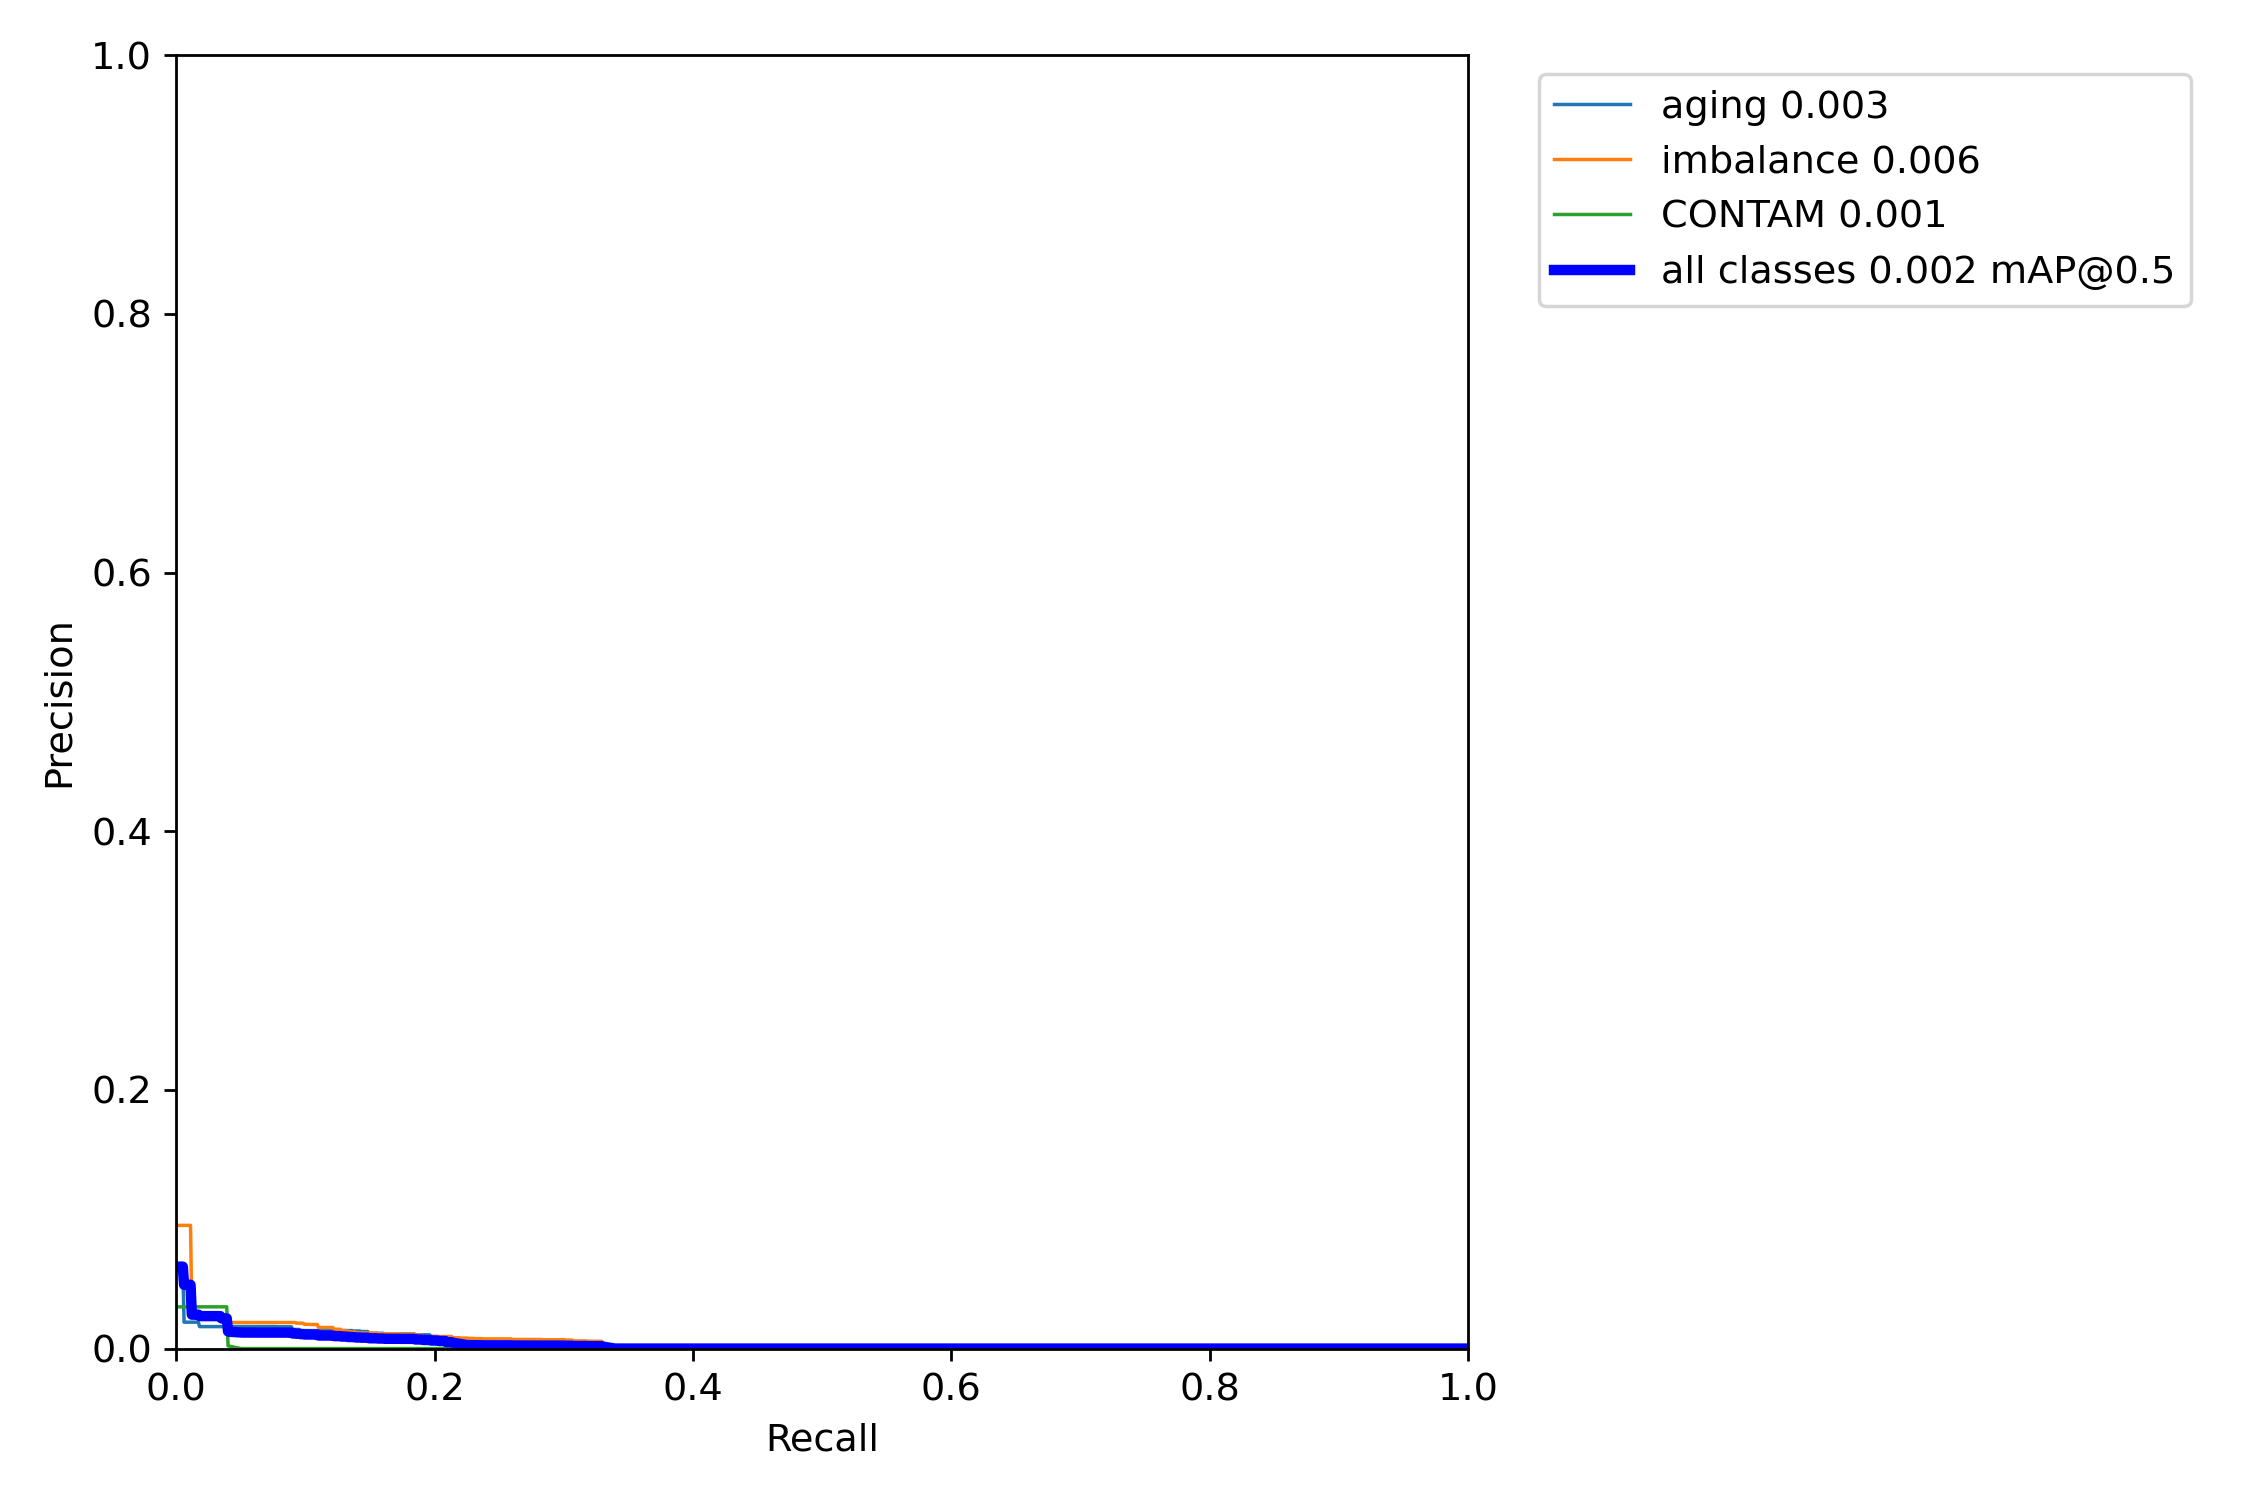 1.0
0.8
0.6
0.4
0.2
0.0
Precision
0.0 0.2 0.4 0.6 0.8 1.0
Recall
aging 0.003
imbalance 0.006
CONTAM 0.001
all classes 0.002 mAP@0.5